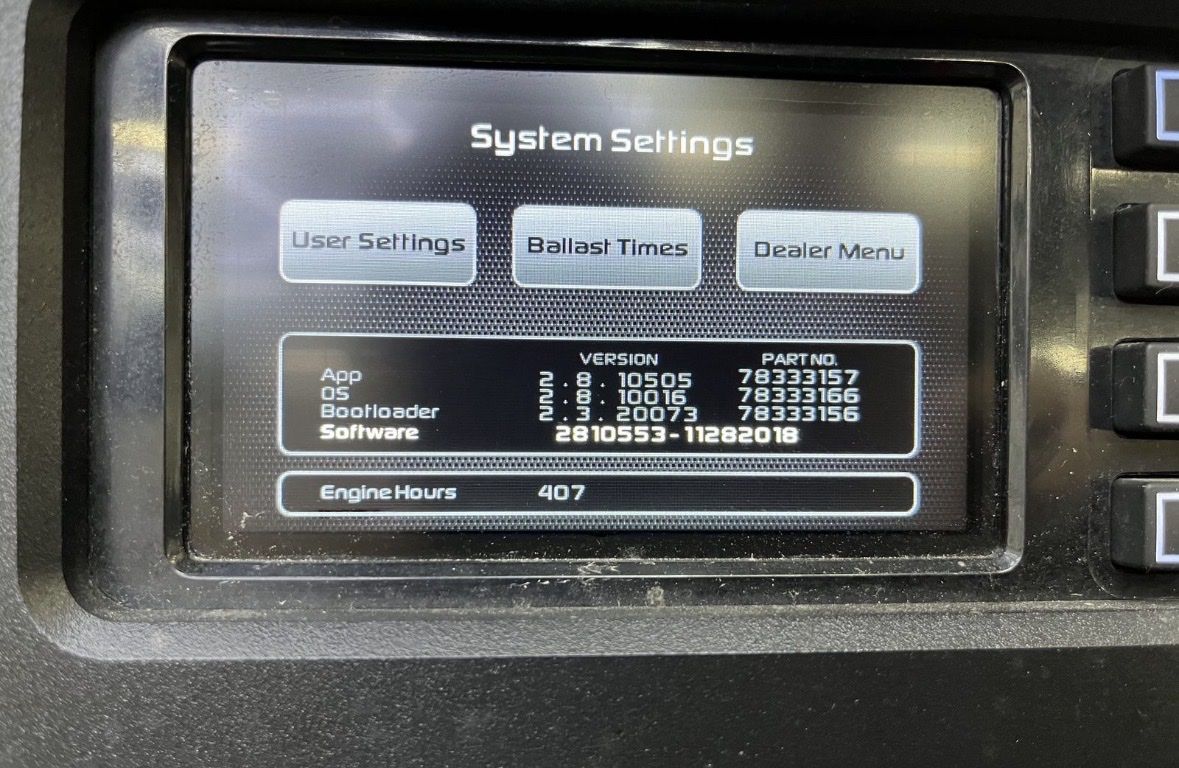 System Settings
User Settings Ballast Times Dealer Menu
VERSION PART NO.
App 2.8.10505 78333157
OS 2.8.10016 78333166
Bootloader 2.3.20073 78333156
Software 2810553-11282018
Engine Hours 407